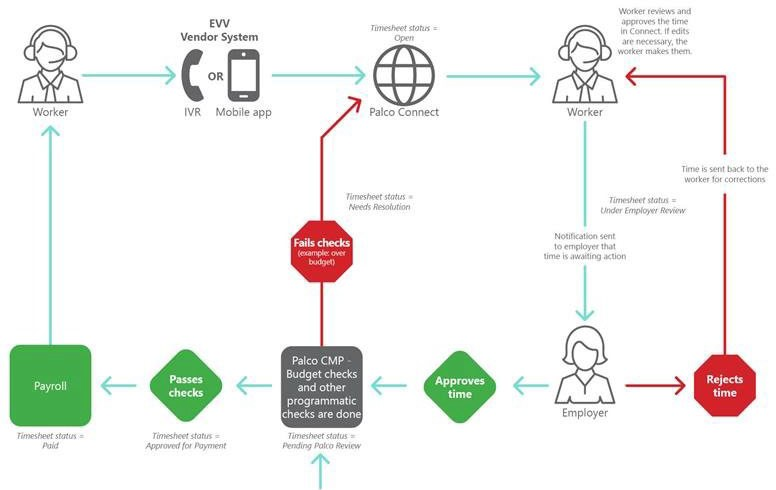 EVV
Vendor System
OR
Worker
IVR
Mobile app
Timesheet status =
Open
Palco Connect
Worker
Worker reviews and
approves the time
in Connect. If edits
are necessary, the
worker makes them.
Time is sent back to the
worker for corrections
Timesheet status =
Needs Resolution
Timesheet status =
Under Employer Review
Notification sent
to employer that
time is awaiting action
Fails checks
(example: over
budget)
Payroll
Timesheet status =
Paid
Passes
checks
Timesheet status =
Approved for Payment
Palco CMP -
Budget checks
and other
programmatic
checks are done
Timesheet status =
Pending Palco Review
Approves
time
Employer
Rejects
time